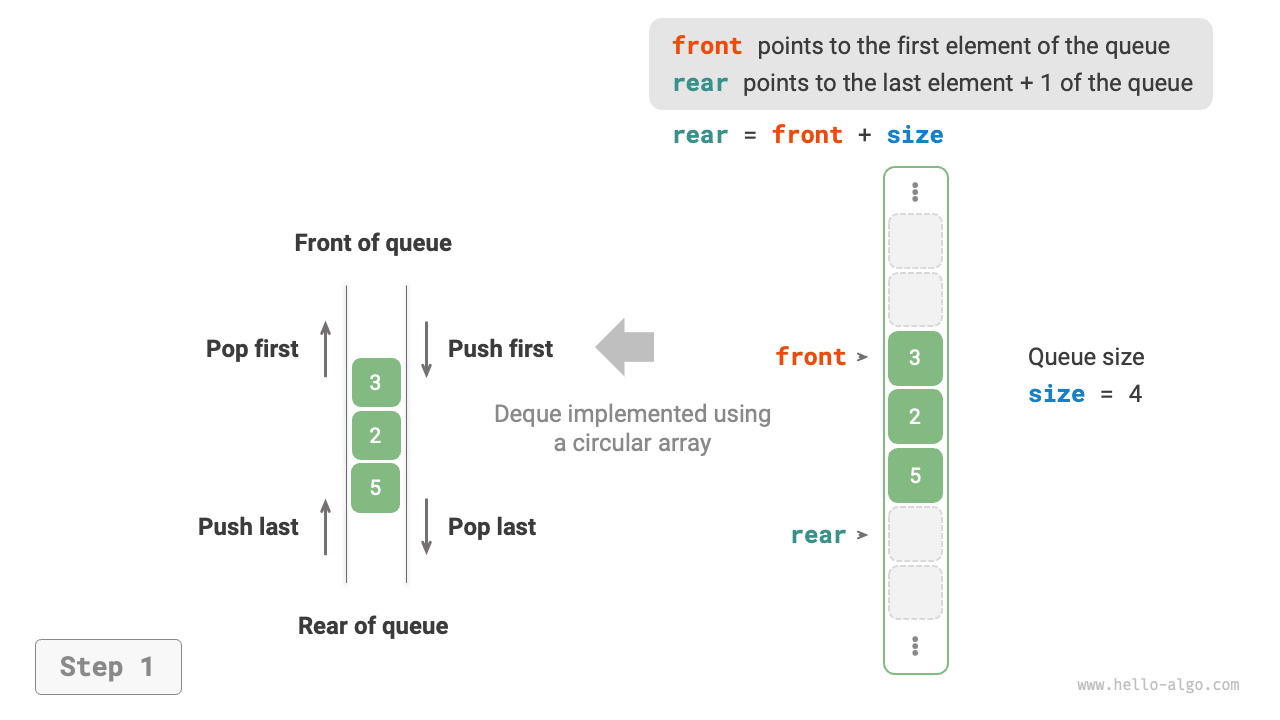 front points to the first element of the queue
rear points to the last element + 1 of the queue
rear = front + size
Front of queue
Pop first
Push first
3
2
5
Push last
Pop last
Rear of queue
Deque implemented using
a circular array
front
3
2
5
rear
Queue size
size = 4
Step 1
www.hello-algo.com